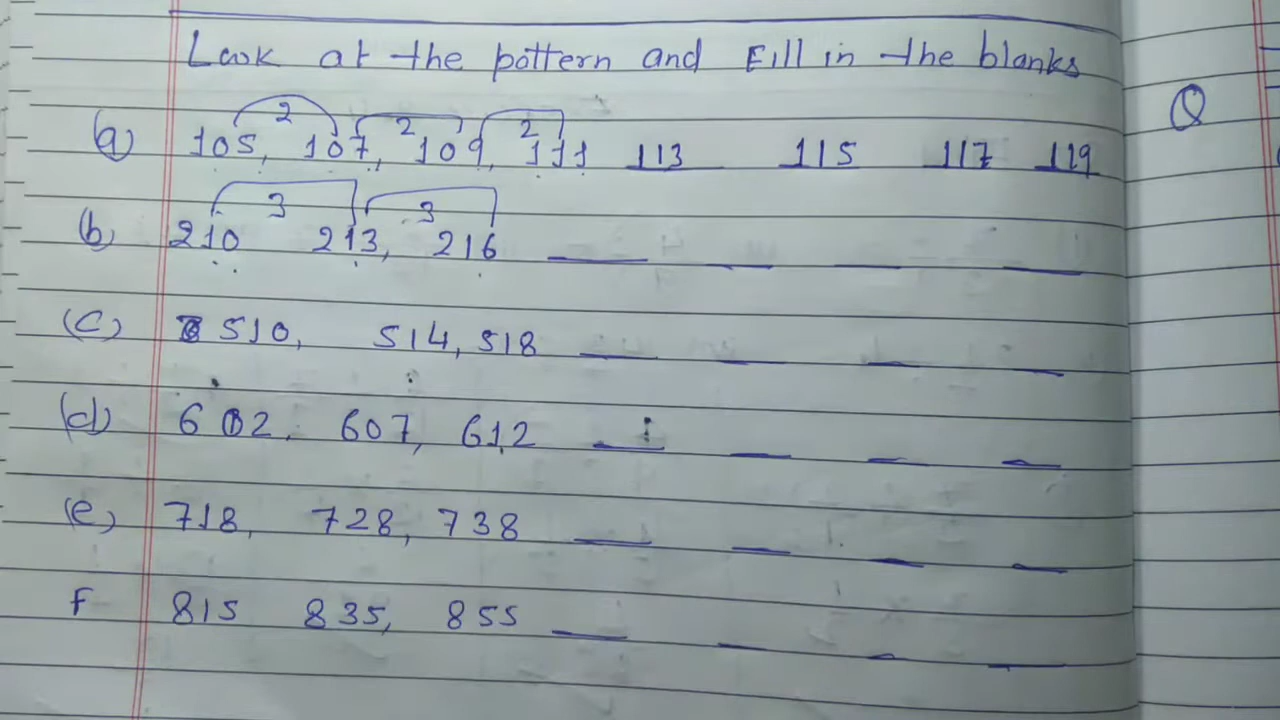 Look at the pattern and Fill in the blanks
Q
2 2 2
(a) 105, 107, 109, 111 113 115 117 119
3 3
(b) 210 213, 216
(c) 510, 514, 518
(d) 602, 607, 612
(e) 718, 728, 738
F 815 835, 855